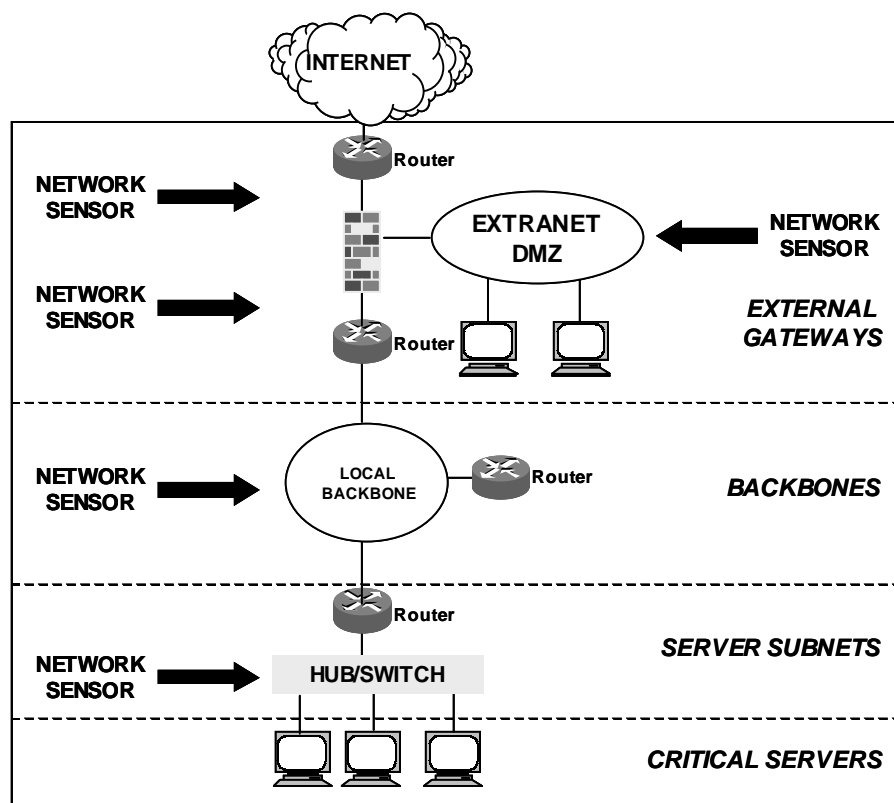 INTERNET
Router
NETWORK
SENSOR
EXTRANET
DMZ
NETWORK
SENSOR
NETWORK
SENSOR
Router
EXTERNAL
GATEWAYS
NETWORK
SENSOR
LOCAL
BACKBONE
Router
BACKBONES
Router
NETWORK
SENSOR
HUB/SWITCH
SERVER SUBNETS
CRITICAL SERVERS